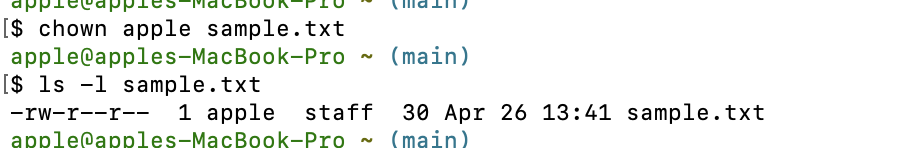 apple@apples-MacBook-Pro ~ (main)
[$ chown apple sample.txt
apple@apples-MacBook-Pro ~ (main)
[$ ls -l sample.txt
-rw-r--r--  1 apple  staff  30 Apr 26 13:41 sample.txt
apple@apples-MacBook-Pro ~ (main)